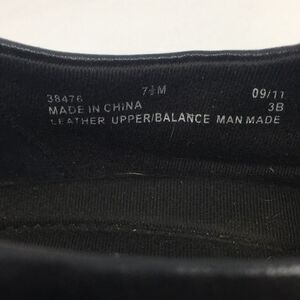 38476 7½M 09/11
MADE IN CHINA 3B
LEATHER UPPER/BALANCE MAN MADE